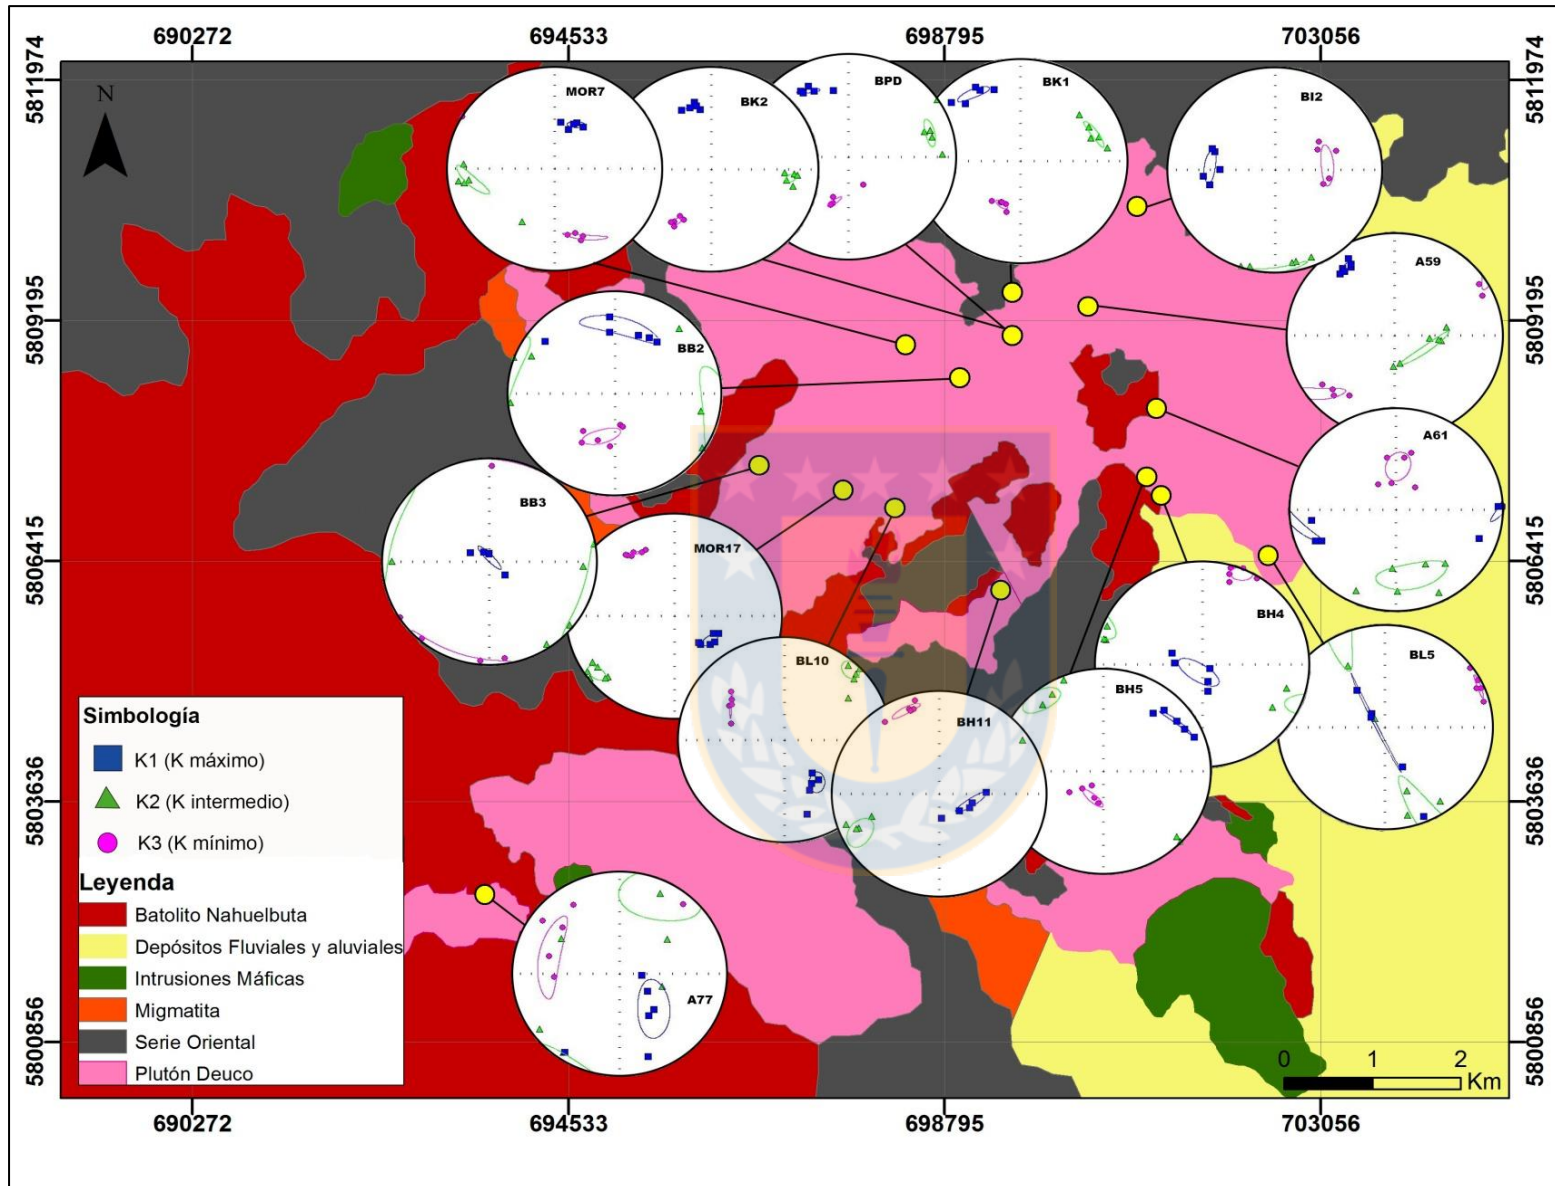 690272 694533 698795 703056
5811974
5809195
5806415
5803636
5800856
5811974
5809195
5806415
5803636
5800856
N
MOR7
BK2
BPD
BK1
BI2
A59
BB2
A61
BB3
MOR17
BH4
BL10
BH5
BL5
BH11
A77
Simbología
K1 (K máximo)
K2 (K intermedio)
K3 (K mínimo)
Leyenda
Batolito Nahuelbuta
Depósitos Fluviales y aluviales
Intrusiones Máficas
Migmatita
Serie Oriental
Plutón Deuco
0 1 2
Km
690272 694533 698795 703056